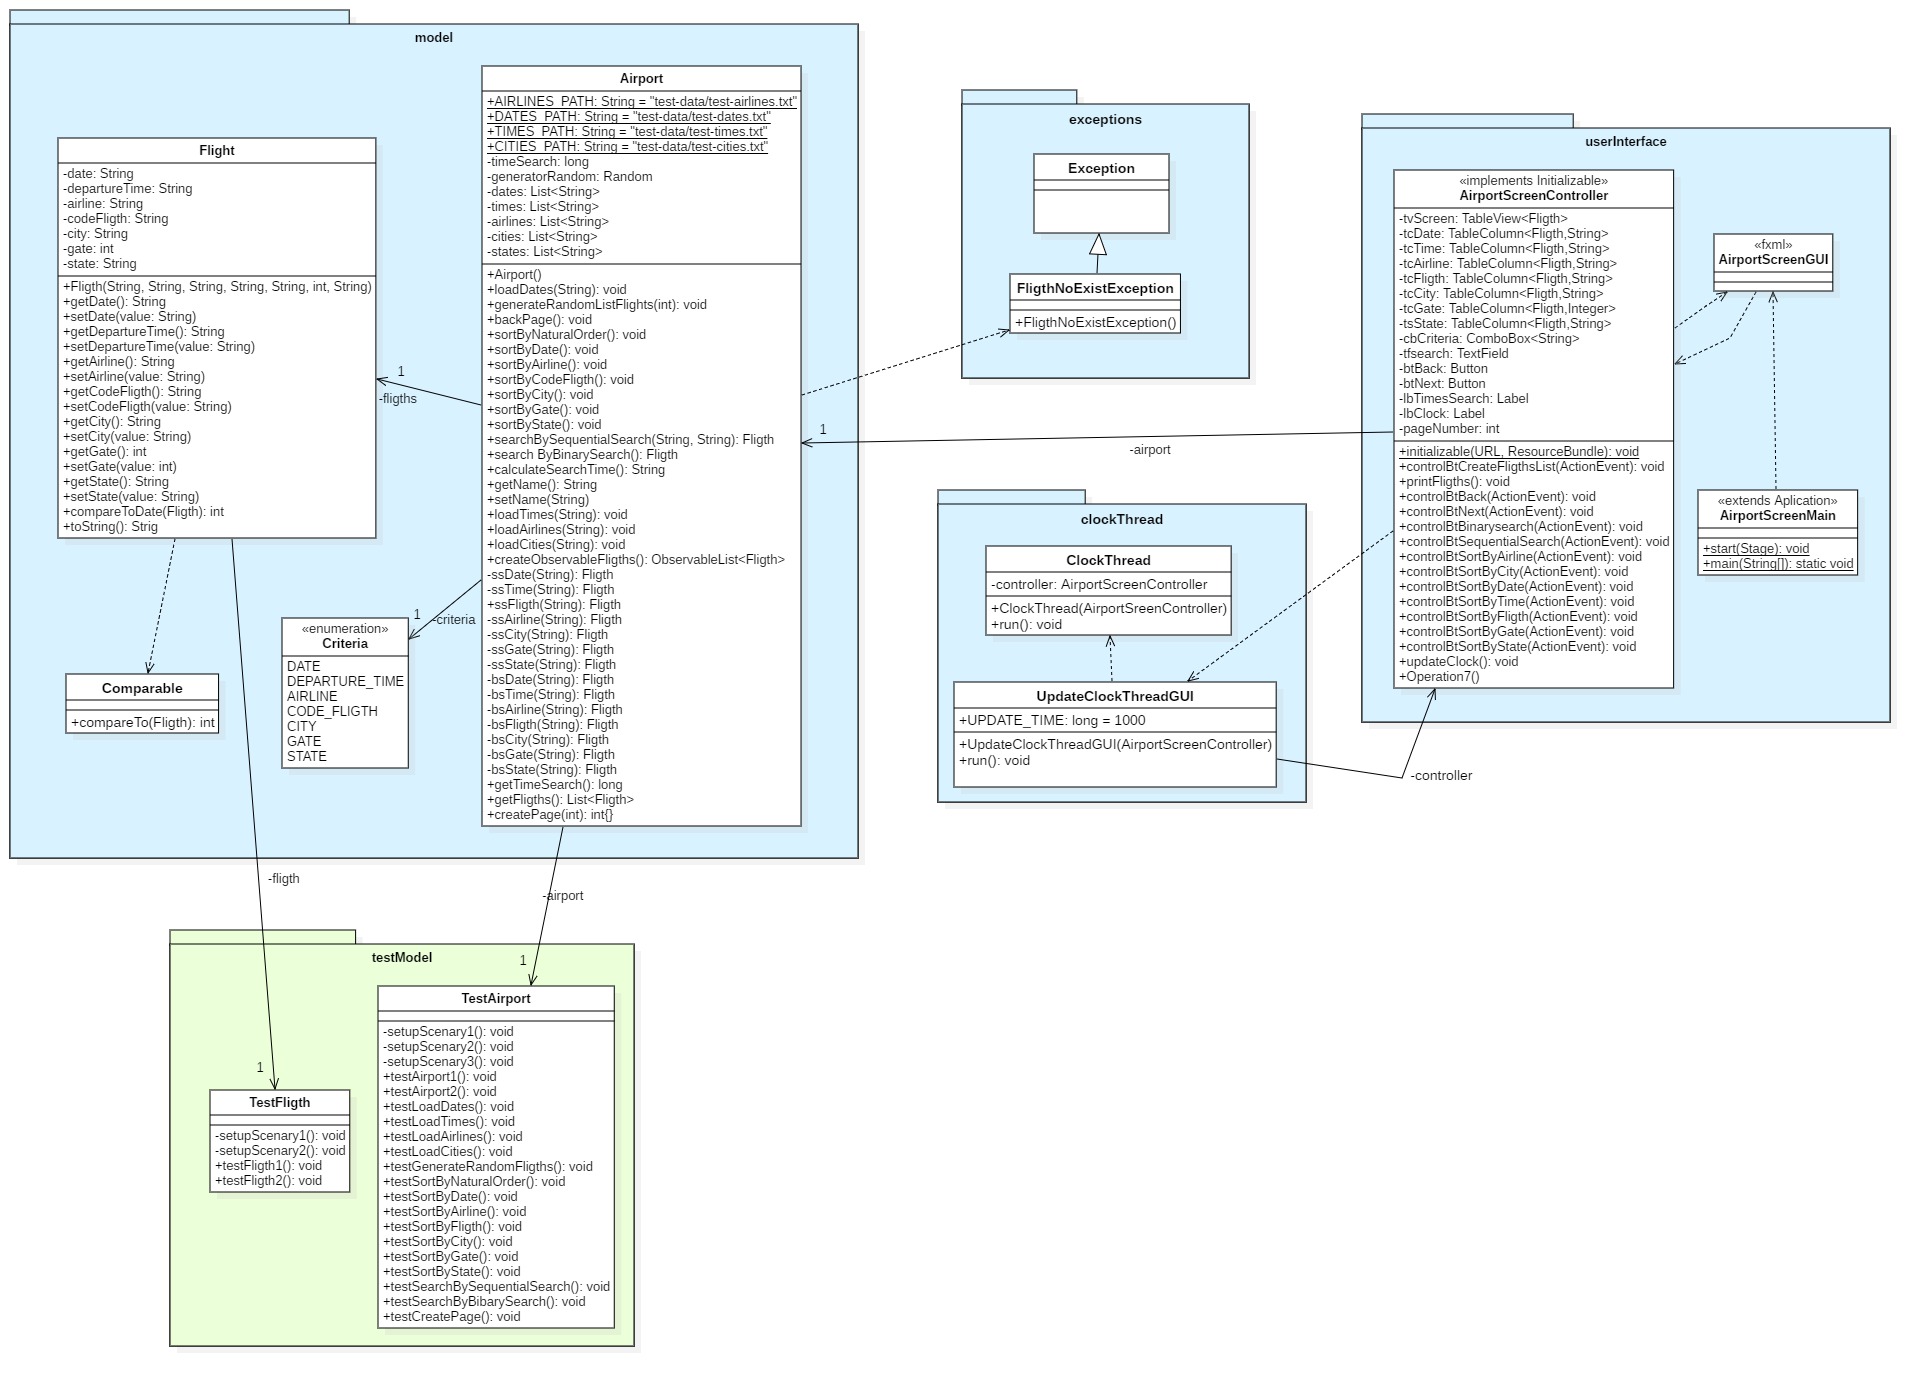 model
Flight
-date: String
-departureTime: String
-airline: String
-codeFligth: String
-city: String
-gate: int
-state: String
+Fligth(String, String, String, String, String, int, String)
+getDate(): String
+setDate(value: String)
+getDepartureTime(): String
+setDepartureTime(value: String)
+getAirline(): String
+setAirline(value: String)
+getCodeFligth(): String
+setCodeFligth(value: String)
+getCity(): String
+setCity(value: String)
+getGate(): int
+setGate(value: int)
+getState(): String
+setState(value: String)
+compareToDate(Fligth): int
+toString(): Strig
Comparable
+compareTo(Fligth): int
«enumeration»
Criteria
DATE
DEPARTURE_TIME
AIRLINE
CODE_FLIGTH
CITY
GATE
STATE
1
-fligths
1
-criteria
Airport
+AIRLINES_PATH: String = "test-data/test-airlines.txt"
+DATES_PATH: String = "test-data/test-dates.txt"
+TIMES_PATH: String = "test-data/test-times.txt"
+CITIES_PATH: String = "test-data/test-cities.txt"
-timeSearch: long
-generatorRandom: Random
-dates: List<String>
-times: List<String>
-airlines: List<String>
-cities: List<String>
-states: List<String>
+Airport()
+loadDates(String): void
+generateRandomListFlights(int): void
+backPage(): void
+sortByNaturalOrder(): void
+sortByDate(): void
+sortByAirline(): void
+sortByCodeFligth(): void
+sortByCity(): void
+sortByGate(): void
+sortByState(): void
+searchBySequentialSearch(String, String): Fligth
+search ByBinarySearch(): Fligth
+calculateSearchTime(): String
+getName(): String
+setName(String)
+loadTimes(String): void
+loadAirlines(String): void
+loadCities(String): void
+createObservableFligths(): ObservableList<Fligth>
-ssDate(String): Fligth
-ssTime(String): Fligth
+ssFligth(String): Fligth
-ssAirline(String): Fligth
-ssCity(String): Fligth
-ssGate(String): Fligth
-ssState(String): Fligth
-bsDate(String): Fligth
-bsTime(String): Fligth
-bsAirline(String): Fligth
-bsFligth(String): Fligth
-bsCity(String): Fligth
-bsGate(String): Fligth
-bsState(String): Fligth
+getTimeSearch(): long
+getFligths(): List<Fligth>
+createPage(int): int{}
exceptions
Exception
FligthNoExistException
+FligthNoExistException()
1
-airport
clockThread
ClockThread
-controller: AirportScreenController
+ClockThread(AirportSreenController)
+run(): void
UpdateClockThreadGUI
+UPDATE_TIME: long = 1000
+UpdateClockThreadGUI(AirportScreenController)
+run(): void
-controller
userInterface
«implements Initializable»
AirportScreenController
-tvScreen: TableView<Fligth>
-tcDate: TableColumn<Fligth,String>
-tcTime: TableColumn<Fligth,String>
-tcAirline: TableColumn<Fligth,String>
-tcFligth: TableColumn<Fligth,String>
-tcCity: TableColumn<Fligth,String>
-tcGate: TableColumn<Fligth,Integer>
-tsState: TableColumn<Fligth,String>
-cbCriteria: ComboBox<String>
-tfsearch: TextField
-btBack: Button
-btNext: Button
-lbTimesSearch: Label
-lbClock: Label
-pageNumber: int
+initializable(URL, ResourceBundle): void
+controlBtCreateFligthsList(ActionEvent): void
+printFligths(): void
+controlBtBack(ActionEvent): void
+controlBtNext(ActionEvent): void
+controlBtBinarysearch(ActionEvent): void
+controlBtSequentialSearch(ActionEvent): void
+controlBtSortByAirline(ActionEvent): void
+controlBtSortByCity(ActionEvent): void
+controlBtSortByDate(ActionEvent): void
+controlBtSortByTime(ActionEvent): void
+controlBtSortByFligth(ActionEvent): void
+controlBtSortByGate(ActionEvent): void
+controlBtSortByState(ActionEvent): void
+updateClock(): void
+Operation7()
«fxml»
AirportScreenGUI
«extends Aplication»
AirportScreenMain
+start(Stage): void
+main(String[]): static void
-fligth
1
-airport
1
testModel
TestFligth
-setupScenary1(): void
-setupScenary2(): void
+testFligth1(): void
+testFligth2(): void
TestAirport
-setupScenary1(): void
-setupScenary2(): void
-setupScenary3(): void
+testAirport1(): void
+testAirport2(): void
+testLoadDates(): void
+testLoadTimes(): void
+testLoadAirlines(): void
+testLoadCities(): void
+testGenerateRandomFligths(): void
+testSortByNaturalOrder(): void
+testSortByDate(): void
+testSortByAirline(): void
+testSortByFligth(): void
+testSortByCity(): void
+testSortByGate(): void
+testSortByState(): void
+testSearchBySequentialSearch(): void
+testSearchByBibarySearch(): void
+testCreatePage(): void